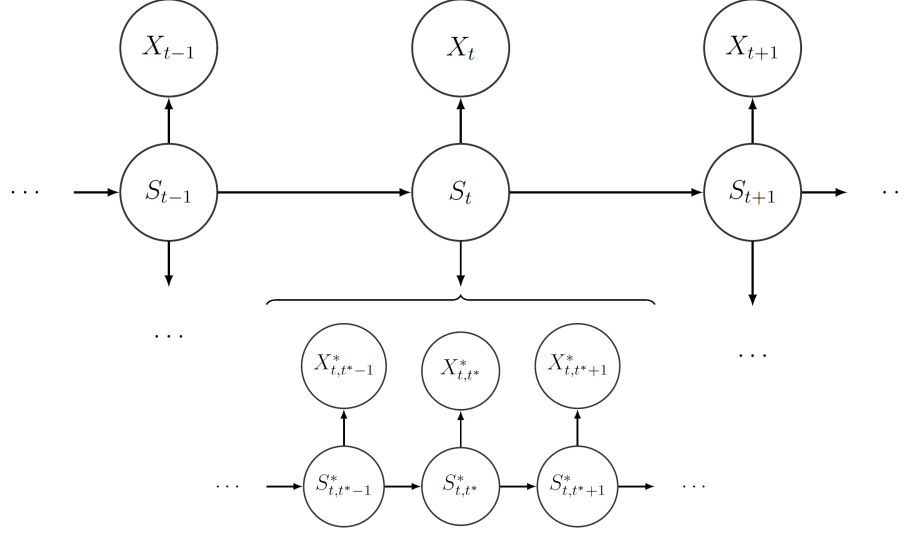 X_{t−1} X_t X_{t+1}
⋯ S_{t−1} S_t S_{t+1} ⋅⋅
⋯ ⋯
X^*_{t,t^*−1} X^*_{t,t^*} X^*_{t,t^*+1}
⋯ S^*_{t,t^*−1} S^*_{t,t^*} S^*_{t,t^*+1} ⋯